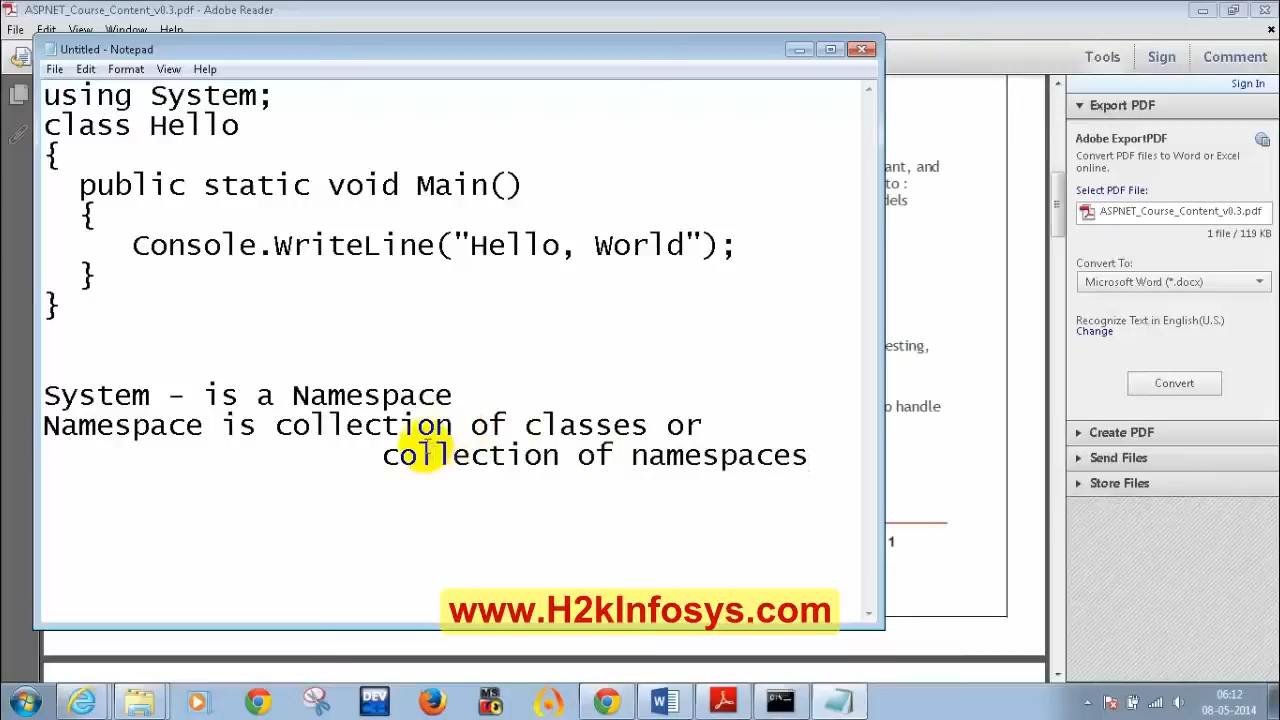 ASPNET_Course_Content_v0.3.pdf - Adobe Reader
File Edit View Window Help
Untitled - Notepad
File Edit Format View Help
using System;
class Hello
{
public static void Main()
{
Console.WriteLine("Hello, World");
}
}
System - is a Namespace
Namespace is collection of classes or
collection of namespaces
www.H2kInfosys.com
ant, and
to :
dels
esting,
to handle
1
Tools Sign Comment
Sign In
Export PDF
Adobe ExportPDF
Convert PDF files to Word or Excel
online.
Select PDF File:
ASPNET_Course_Content_v0.3.pdf
1 file / 119 KB
Convert To:
Microsoft Word (*.docx)
Recognize Text in English(U.S.)
Change
Convert
Create PDF
Send Files
Store Files
DEV
MS
06:12
08-05-2014